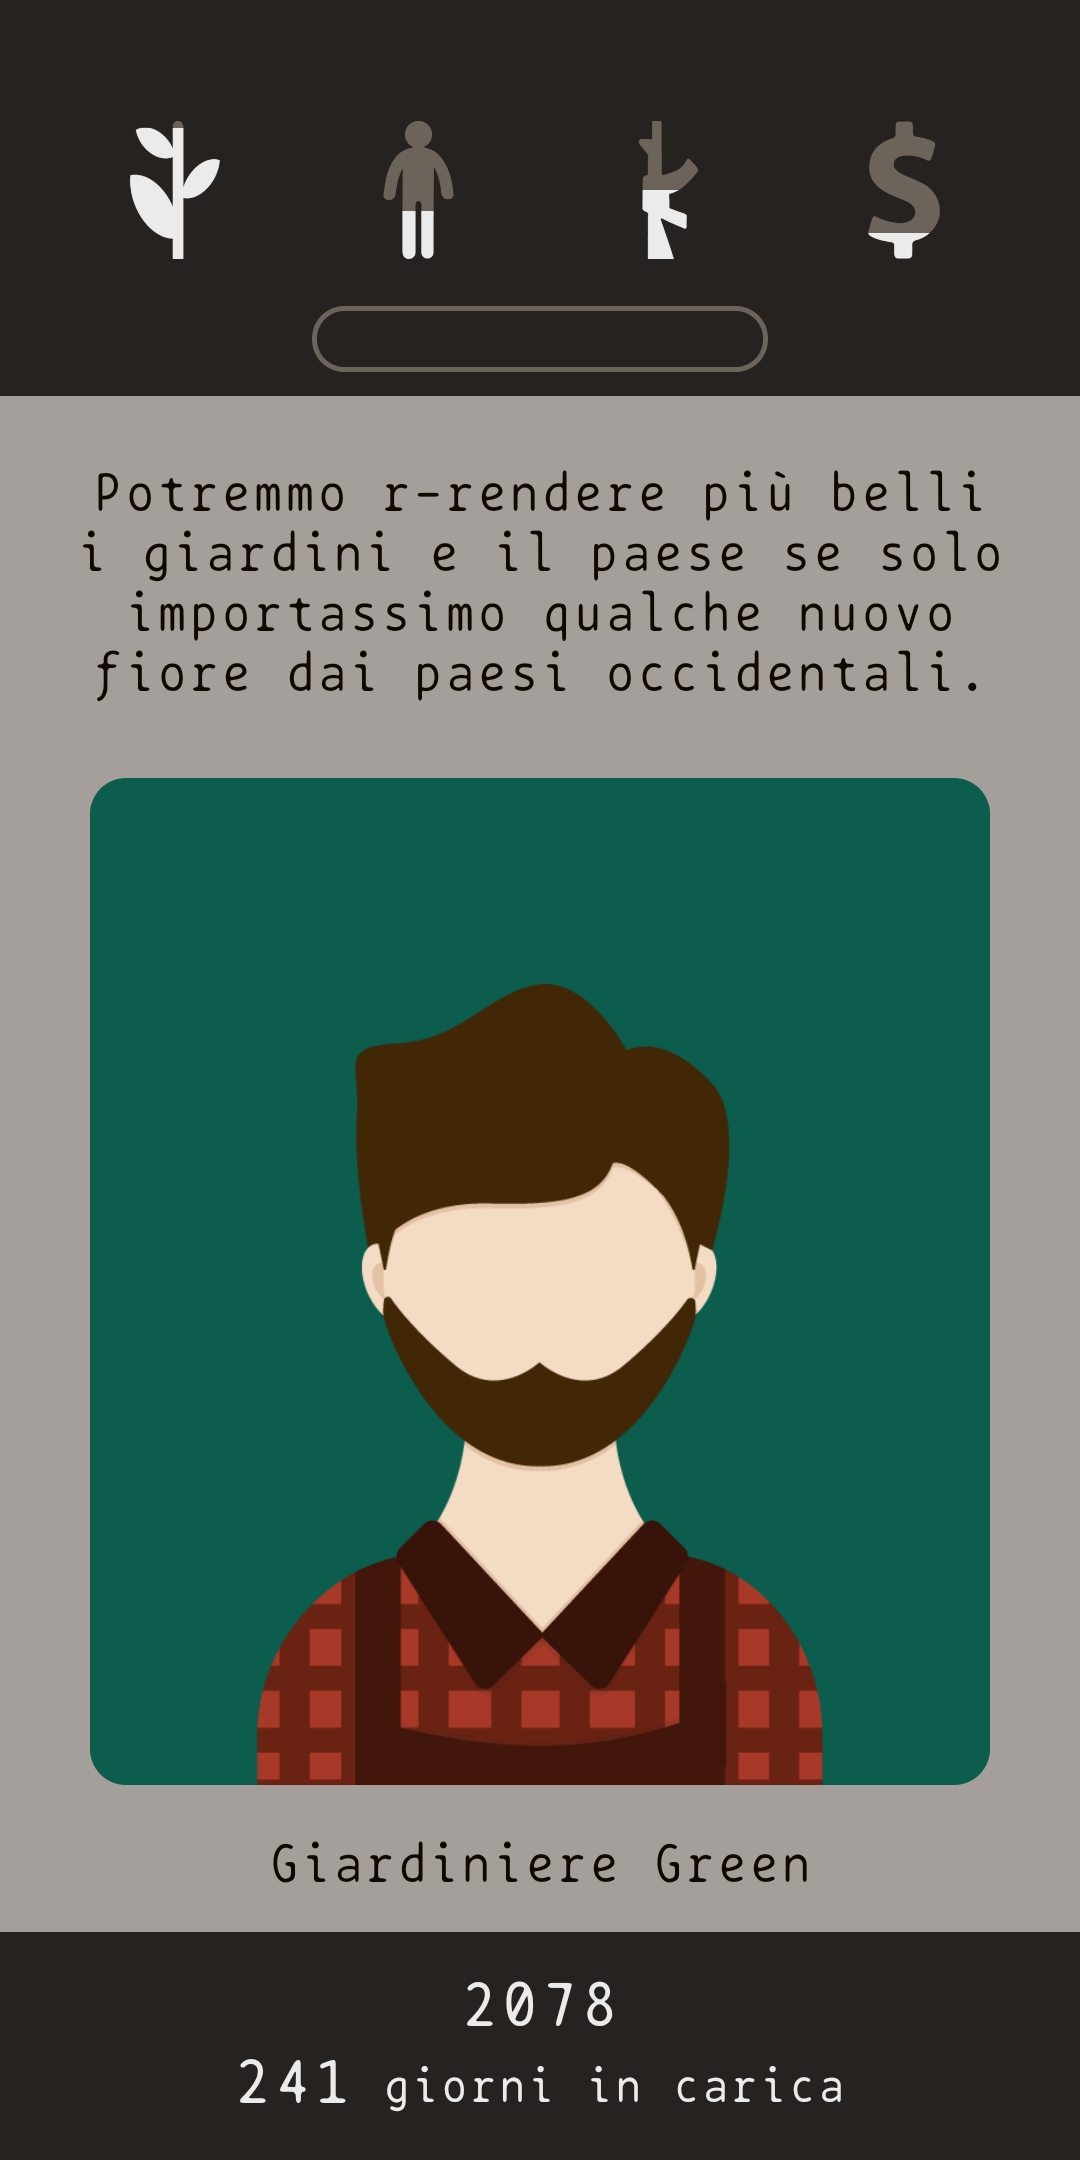 Potremmo r-rendere più belli
i giardini e il paese se solo
importassimo qualche nuovo
fiore dai paesi occidentali.
Giardiniere Green
2078
241 giorni in carica